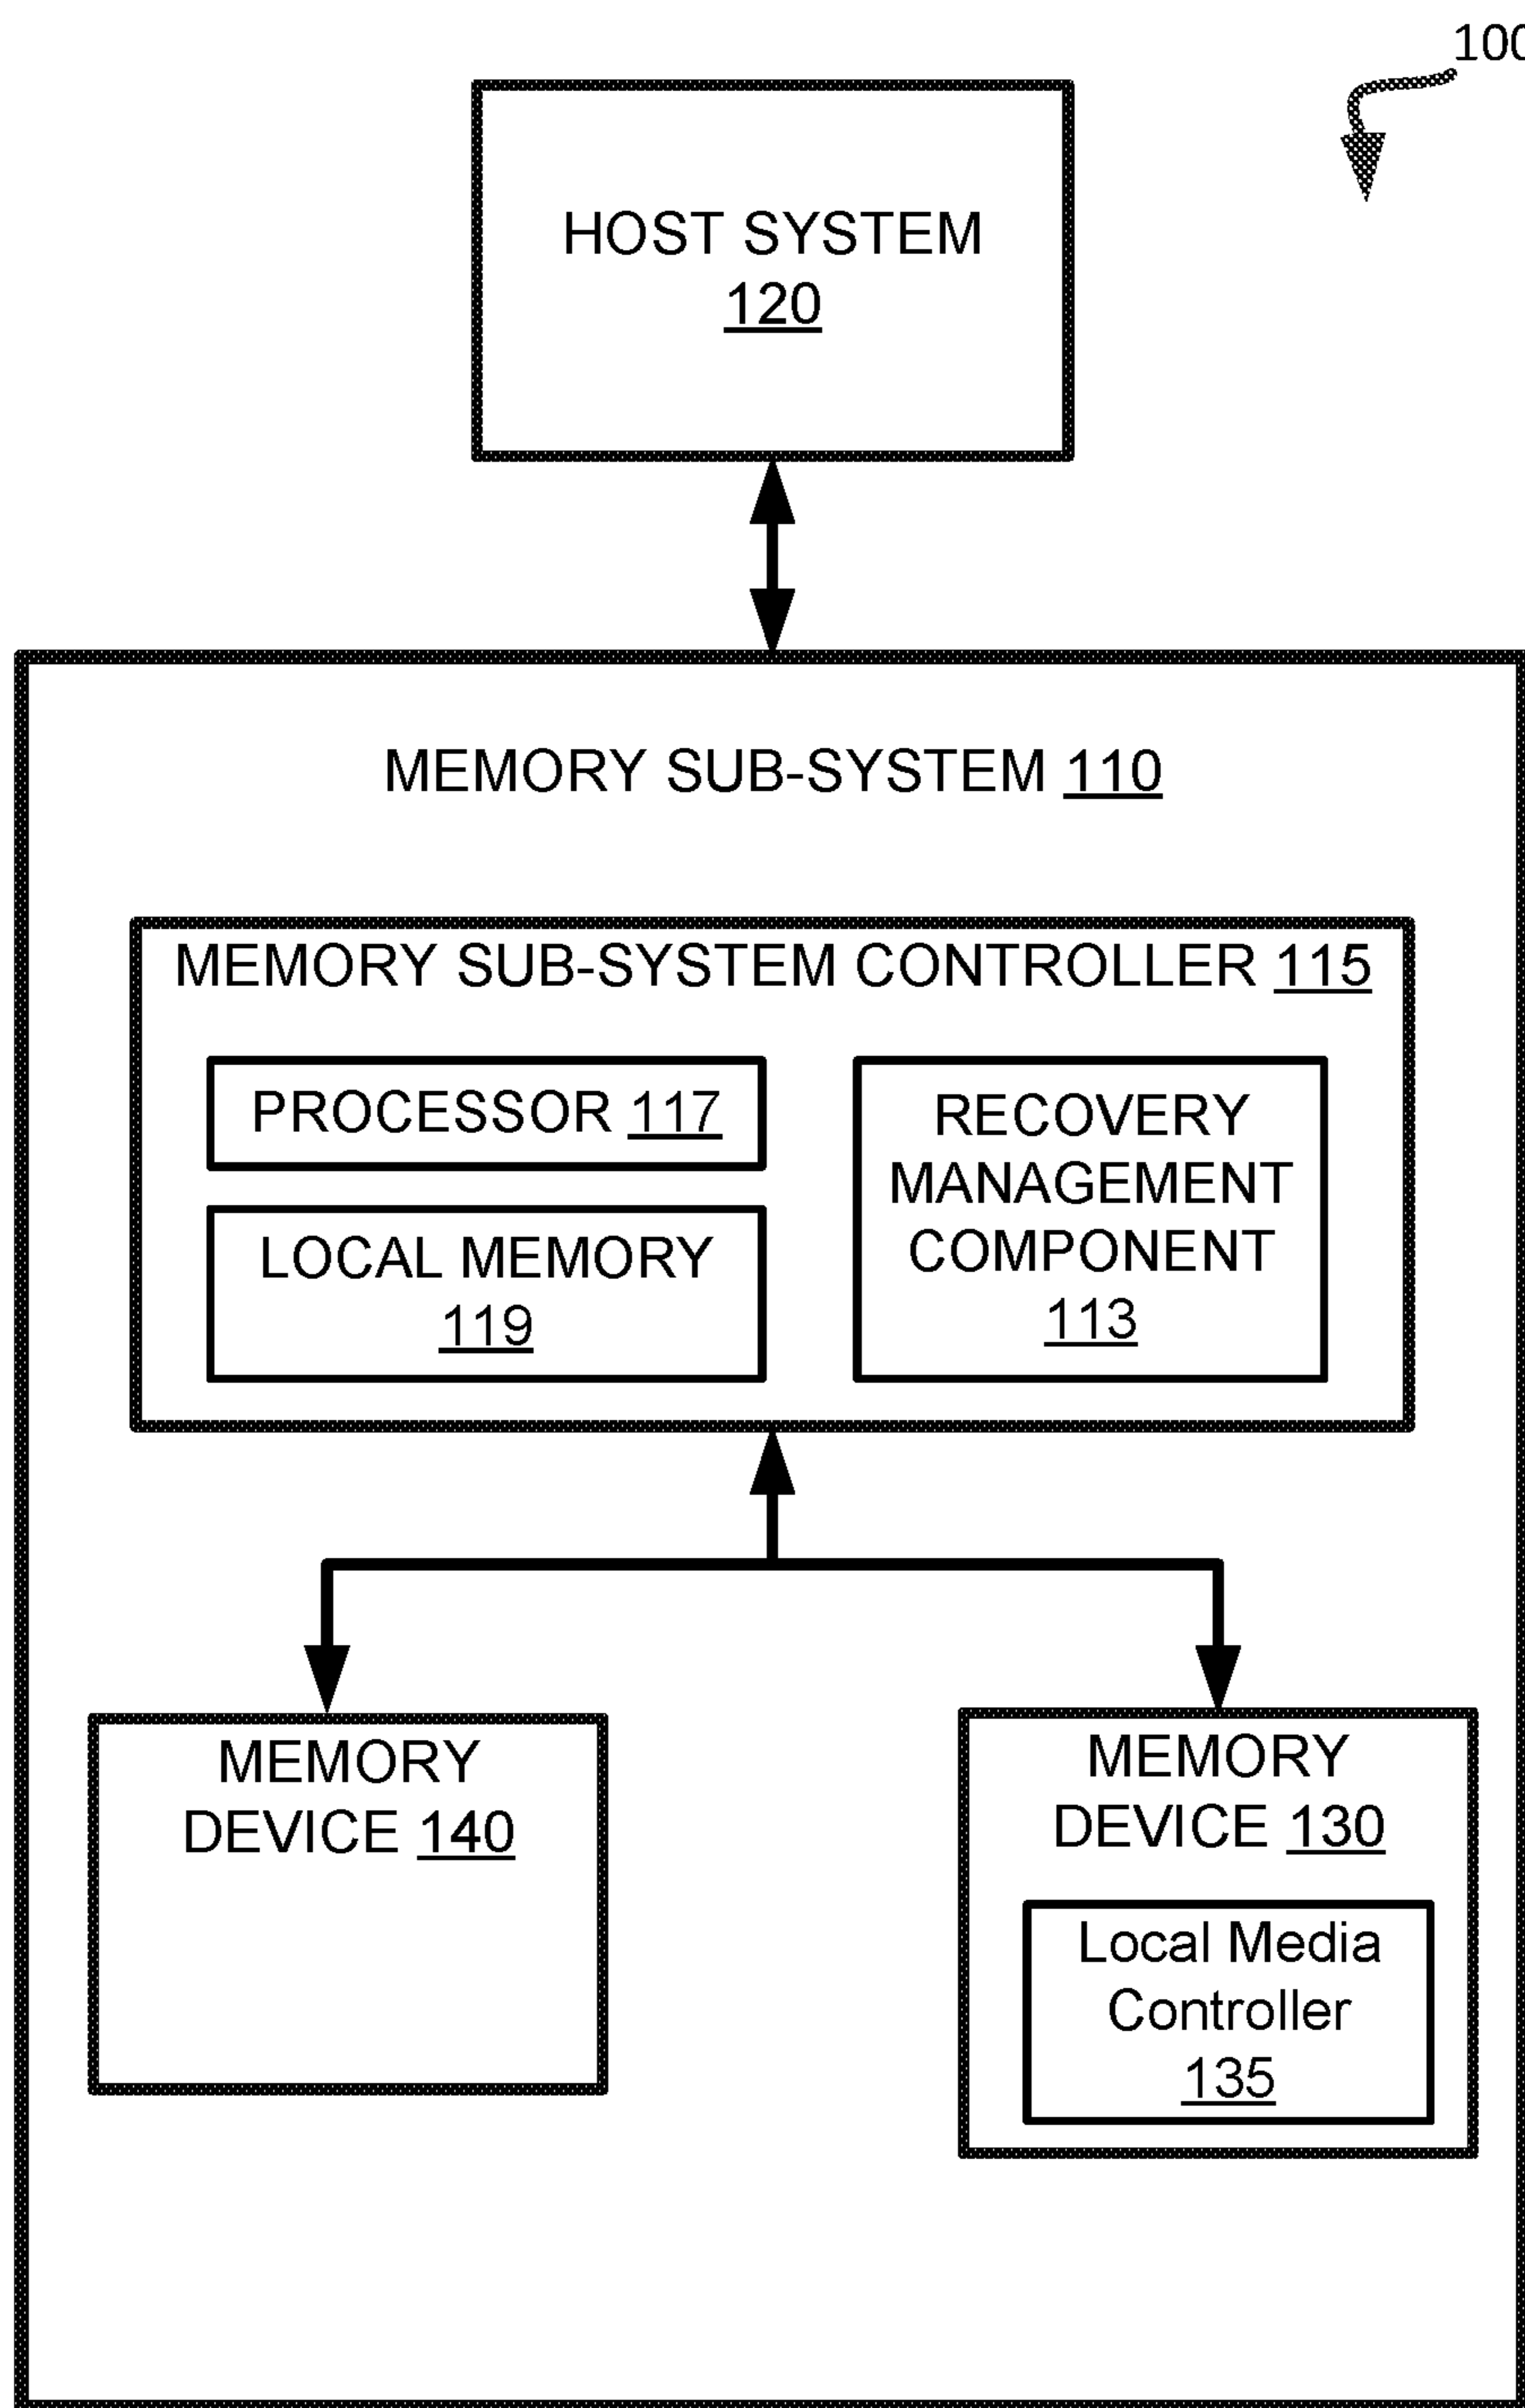 100
HOST SYSTEM
120
MEMORY SUB-SYSTEM 110
MEMORY SUB-SYSTEM CONTROLLER 115
PROCESSOR 117
LOCAL MEMORY
119
RECOVERY
MANAGEMENT
COMPONENT
113
MEMORY
DEVICE 140
MEMORY
DEVICE 130
Local Media
Controller
135